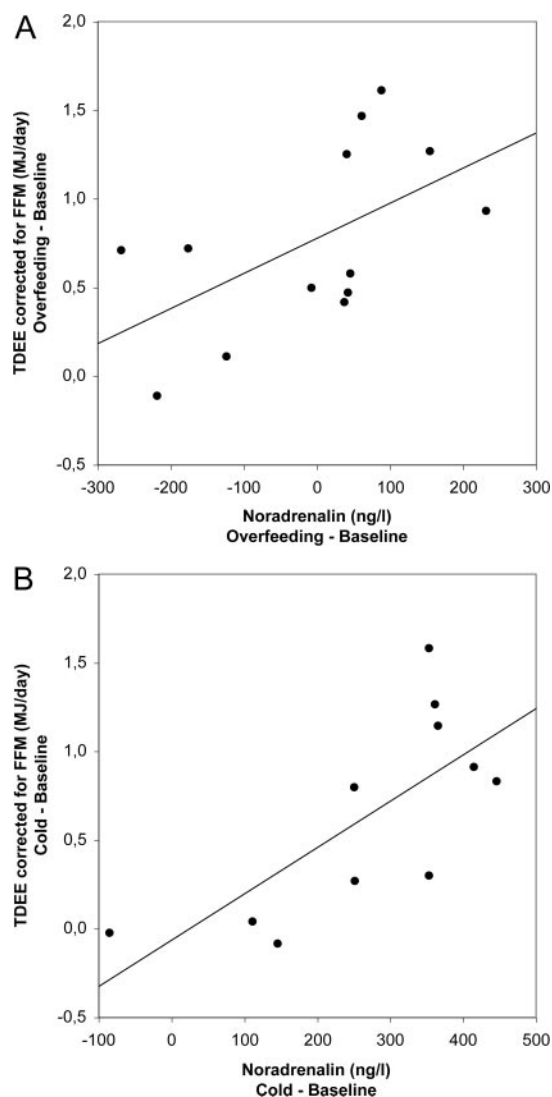 A
2,0
1,5
1,0
0,5
0,0
-0,5
TDEE corrected for FFM (MJ/day)
Overfeeding - Baseline
-300 -200 -100 0 100 200 300
Noradrenalin (ng/l)
Overfeeding - Baseline
B
2,0
1,5
1,0
0,5
0,0
-0,5
TDEE corrected for FFM (MJ/day)
Cold - Baseline
-100 0 100 200 300 400 500
Noradrenalin (ng/l)
Cold - Baseline